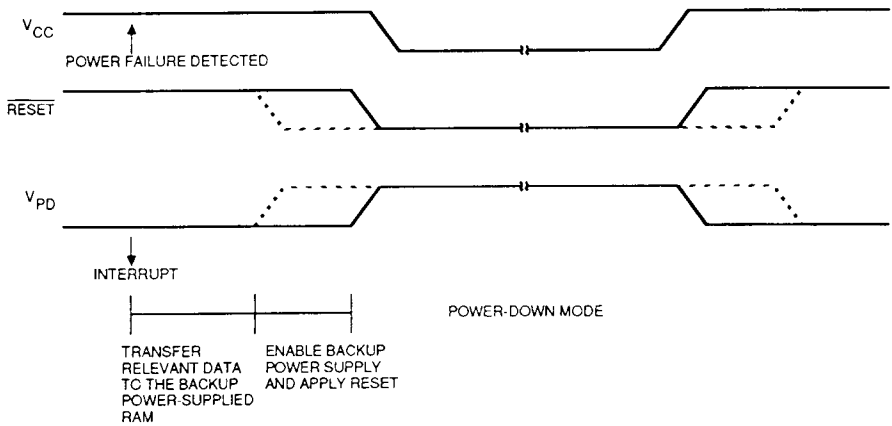 VCC
POWER FAILURE DETECTED
RESET
VPD
INTERRUPT
POWER-DOWN MODE
TRANSFER
RELEVANT DATA
TO THE BACKUP
POWER-SUPPLIED
RAM
ENABLE BACKUP
POWER SUPPLY
AND APPLY RESET